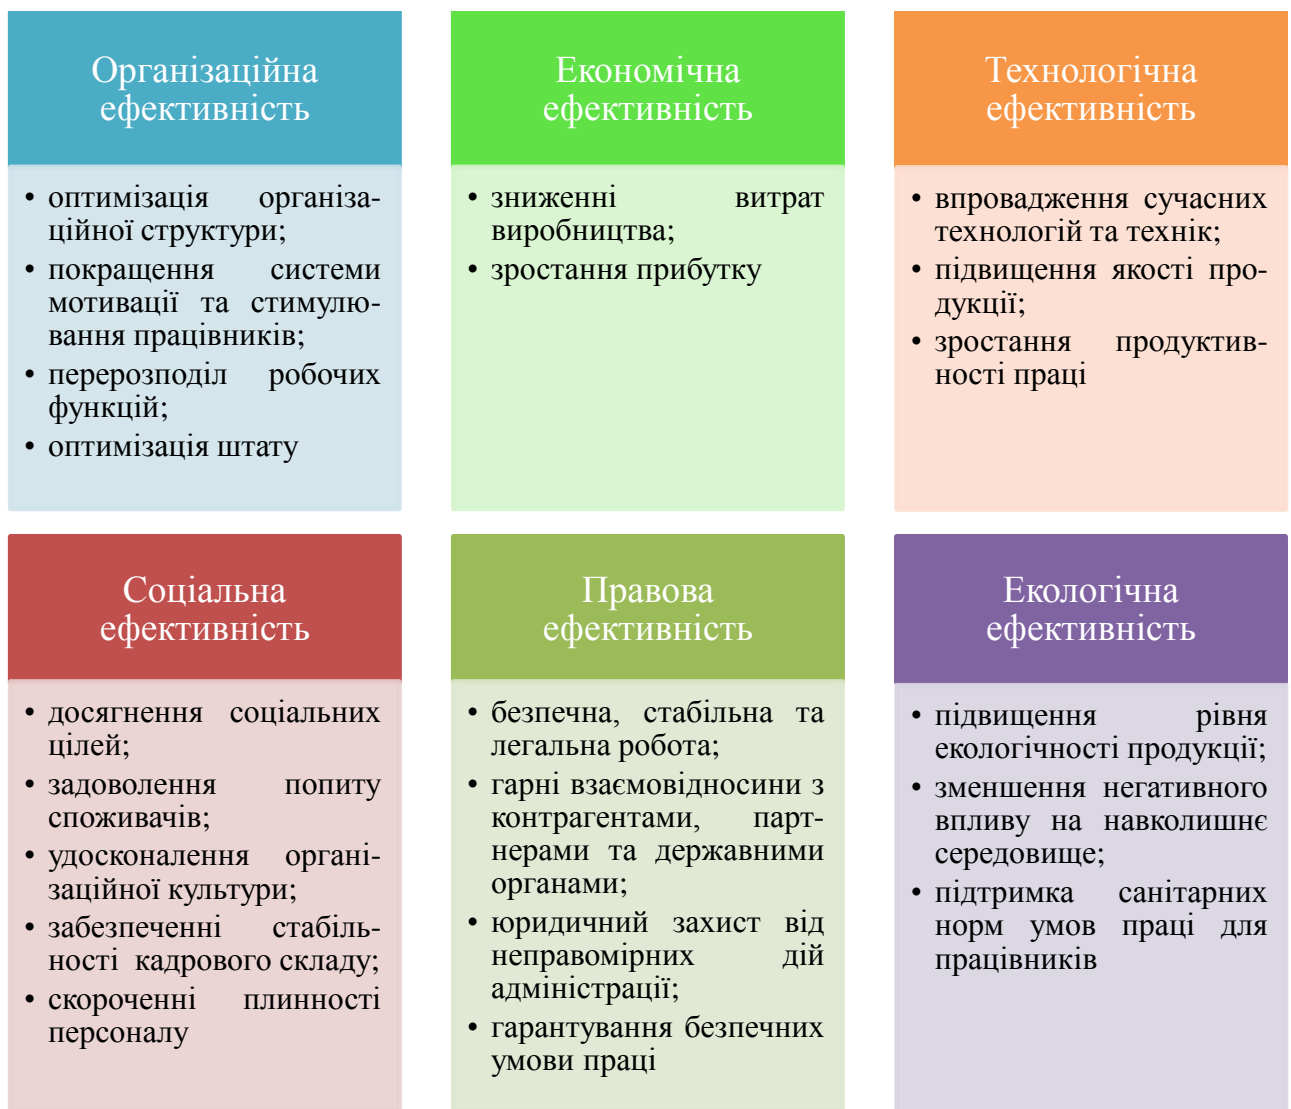 Організаційна
ефективність
• оптимізація організа-
ційної структури;
• покращення системи
мотивації та стимулю-
вання працівників;
• перерозподіл робочих
функцій;
• оптимізація штату
Економічна
ефективність
• зниженні витрат
виробництва;
• зростання прибутку
Технологічна
ефективність
• впровадження сучасних
технологій та технік;
• підвищення якості про-
дукції;
• зростання продуктив-
ності праці
Соціальна
ефективність
• досягнення соціальних
цілей;
• задоволення попиту
споживачів;
• удосконалення органі-
заційної культури;
• забезпеченні стабіль-
ності кадрового складу;
• скороченні плинності
персоналу
Правова
ефективність
• безпечна, стабільна та
легальна робота;
• гарні взаємовідносини з
контрагентами, парт-
нерами та державними
органами;
• юридичний захист від
неправомірних дій
адміністрації;
• гарантування безпечних
умови праці
Екологічна
ефективність
• підвищення рівня
екологічності продукції;
• зменшення негативного
впливу на навколишнє
середовище;
• підтримка санітарних
норм умов праці для
працівників